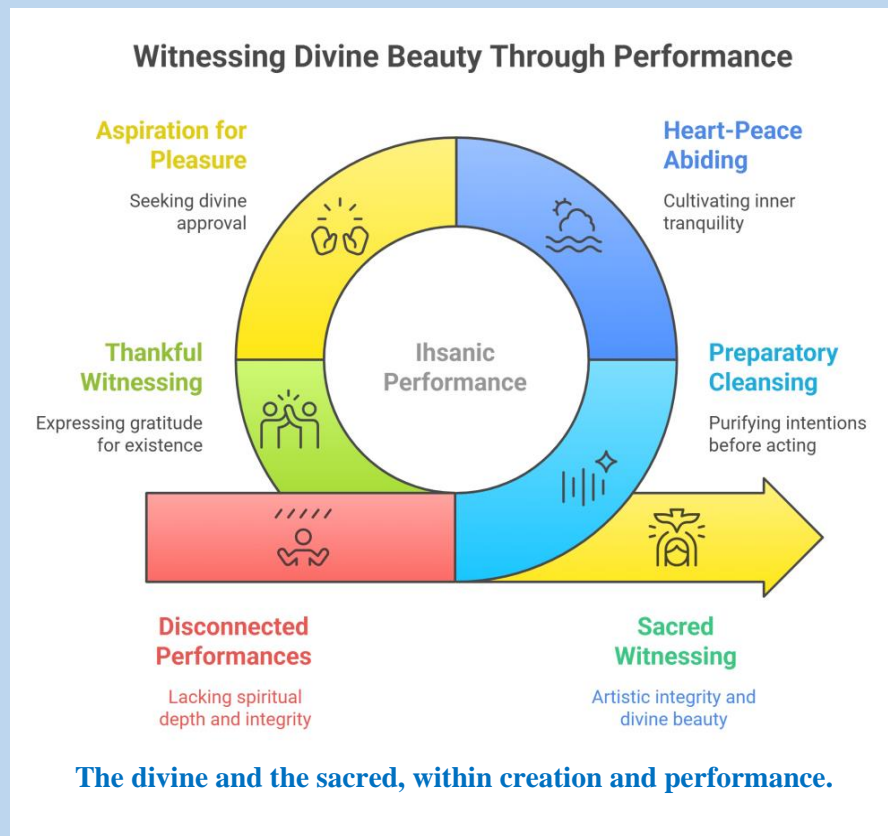 Witnessing Divine Beauty Through Performance
Aspiration for
Pleasure
Seeking divine
approval
Heart-Peace
Abiding
Cultivating inner
tranquility
Thankful
Witnessing
Expressing gratitude
for existence
Ihsanic
Performance
Preparatory
Cleansing
Purifying intentions
before acting
Disconnected
Performances
Lacking spiritual
depth and integrity
Sacred
Witnessing
Artistic integrity and
divine beauty
The divine and the sacred, within creation and performance.